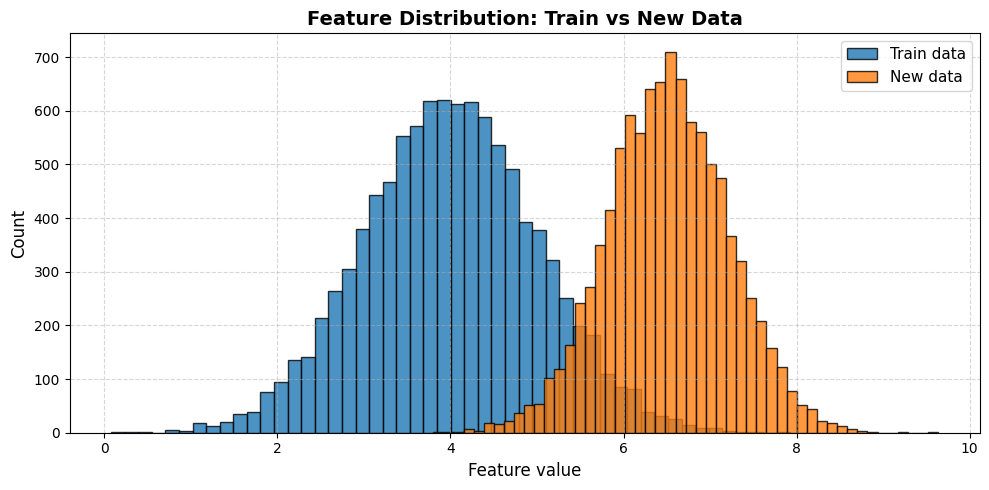 Feature Distribution: Train vs New Data
Train data
New data
700
600
500
400
300
200
100
0
Count
0 2 4 6 8 10
Feature value